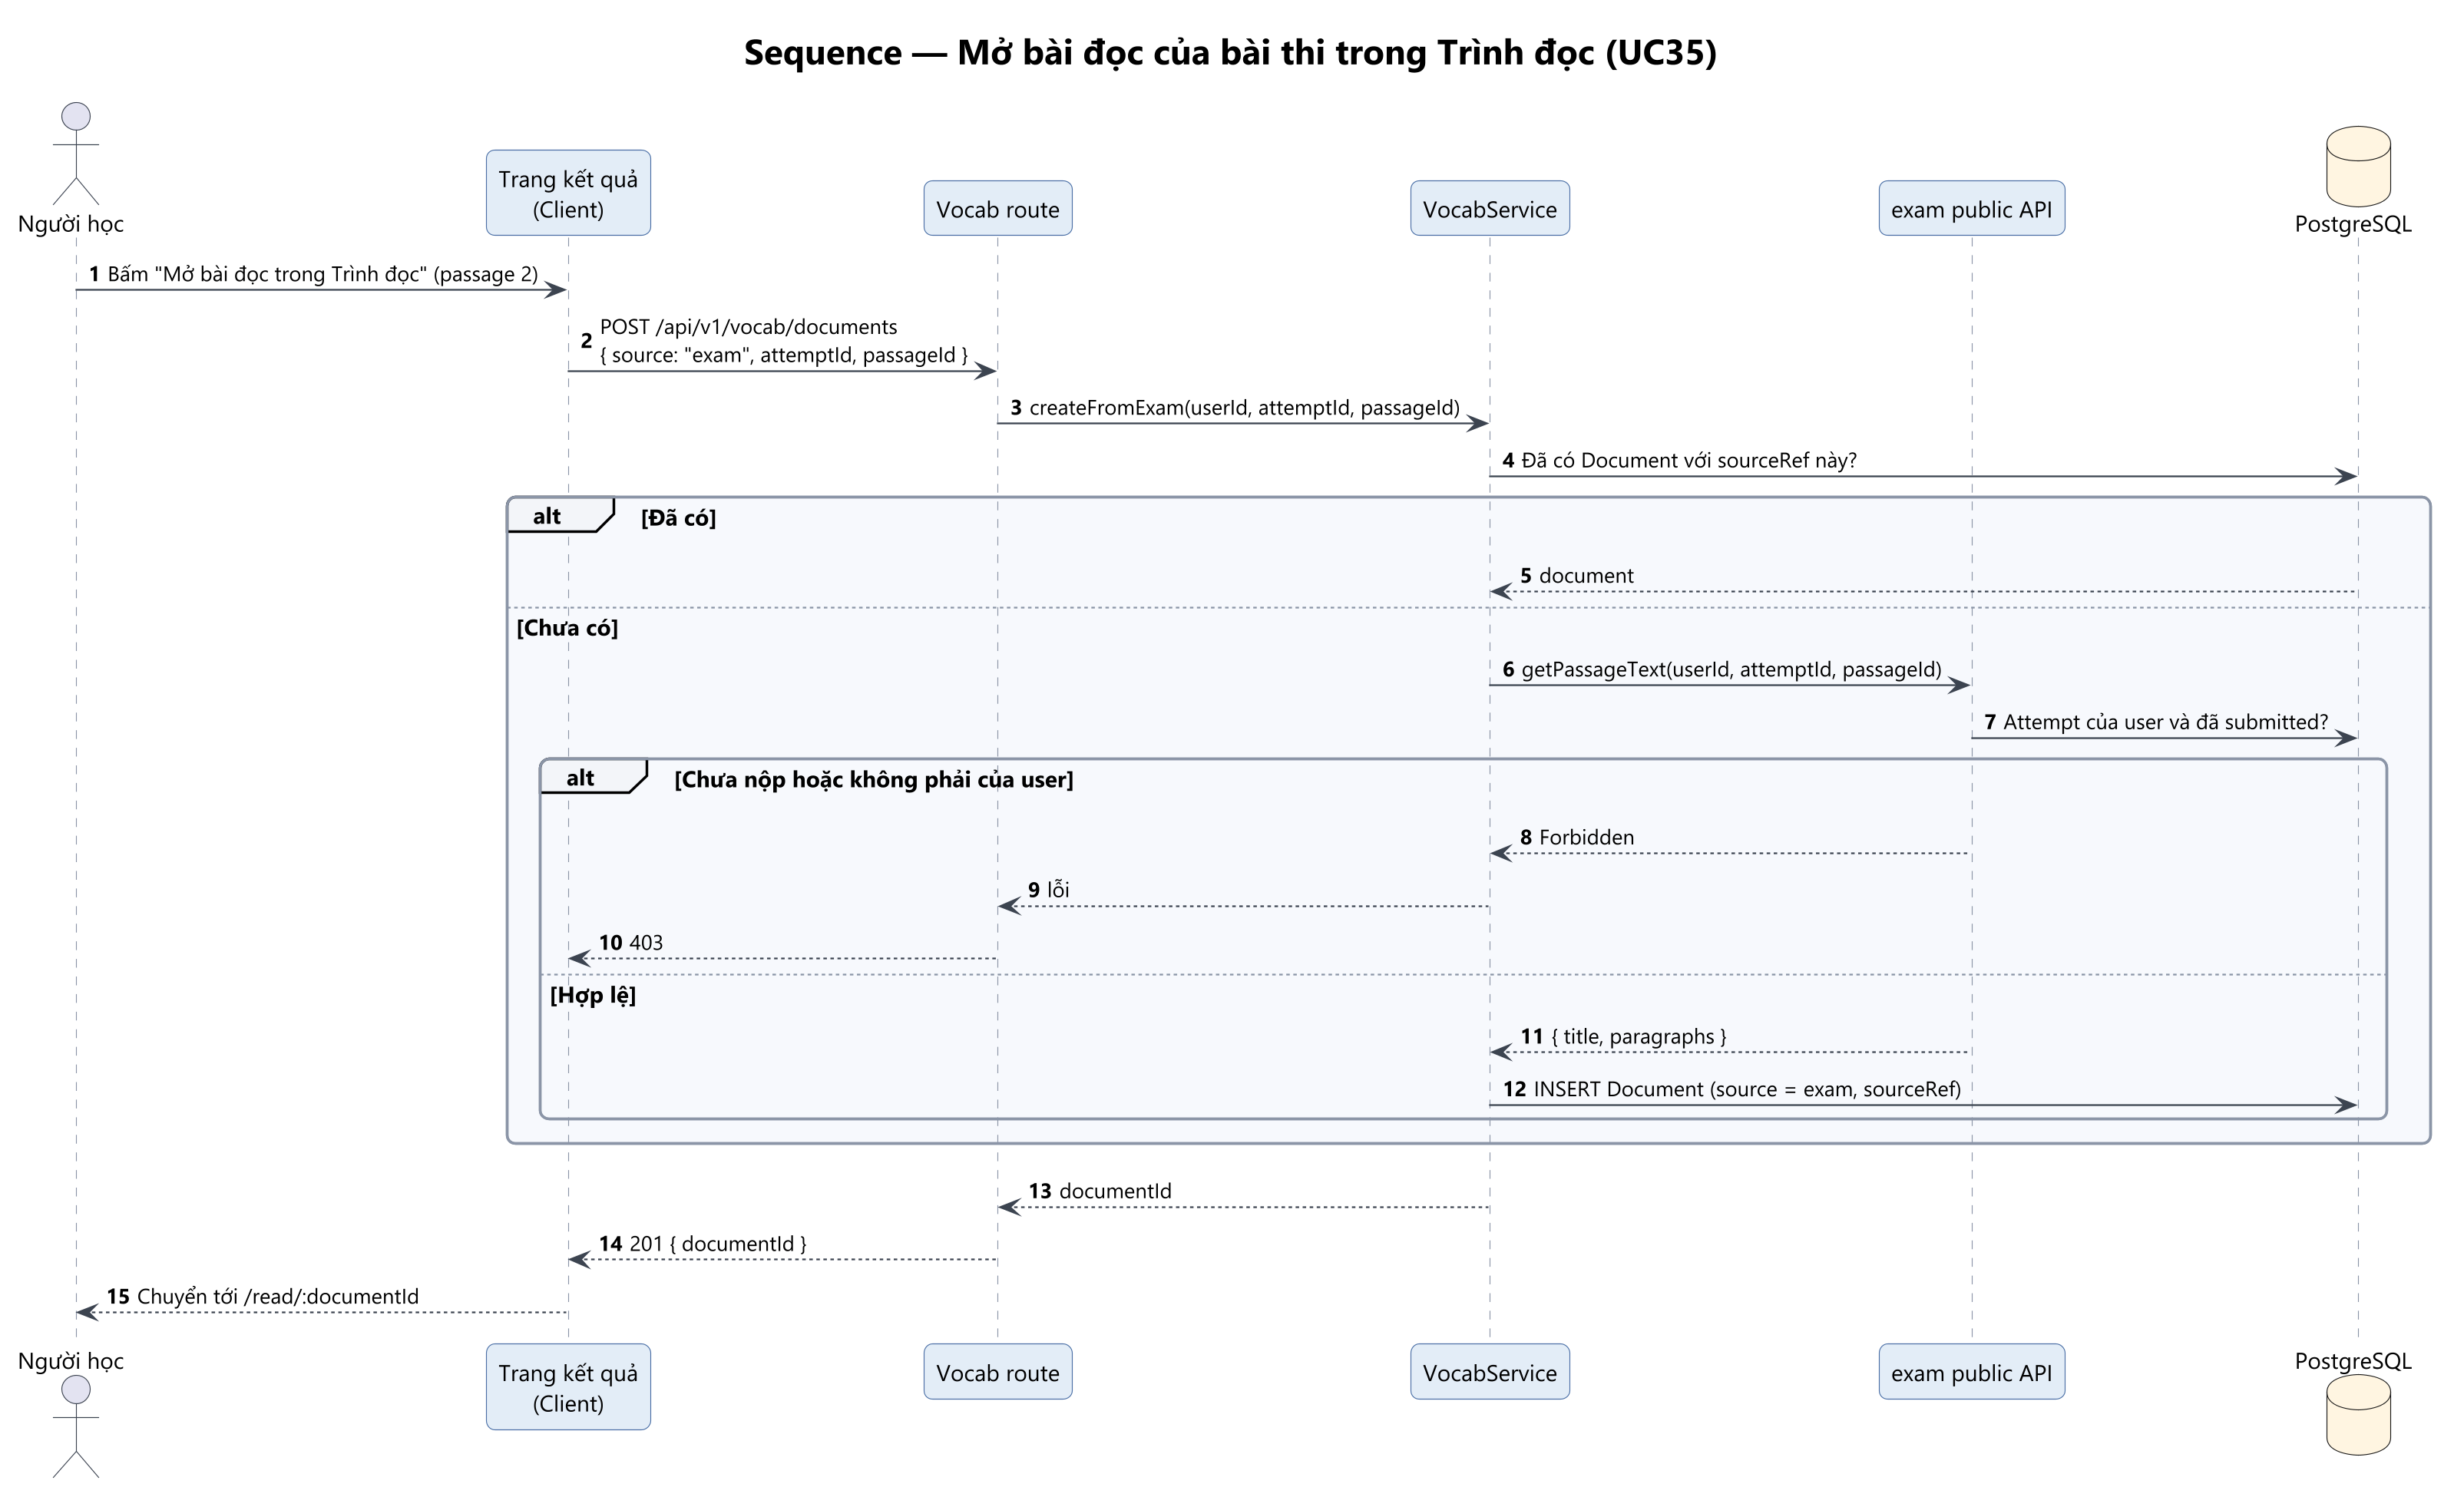 Sequence — Mở bài đọc của bài thi trong Trình đọc (UC35)
Người học
Trang kết quả
(Client)
Vocab route
VocabService
exam public API
PostgreSQL
1 Bấm "Mở bài đọc trong Trình đọc" (passage 2)
2 POST /api/v1/vocab/documents
{ source: "exam", attemptId, passageId }
3 createFromExam(userId, attemptId, passageId)
4 Đã có Document với sourceRef này?
alt [Đã có]
5 document
[Chưa có]
6 getPassageText(userId, attemptId, passageId)
7 Attempt của user và đã submitted?
alt [Chưa nộp hoặc không phải của user]
8 Forbidden
9 lỗi
10 403
[Hợp lệ]
11 { title, paragraphs }
12 INSERT Document (source = exam, sourceRef)
13 documentId
14 201 { documentId }
15 Chuyển tới /read/:documentId
Người học
Trang kết quả
(Client)
Vocab route
VocabService
exam public API
PostgreSQL